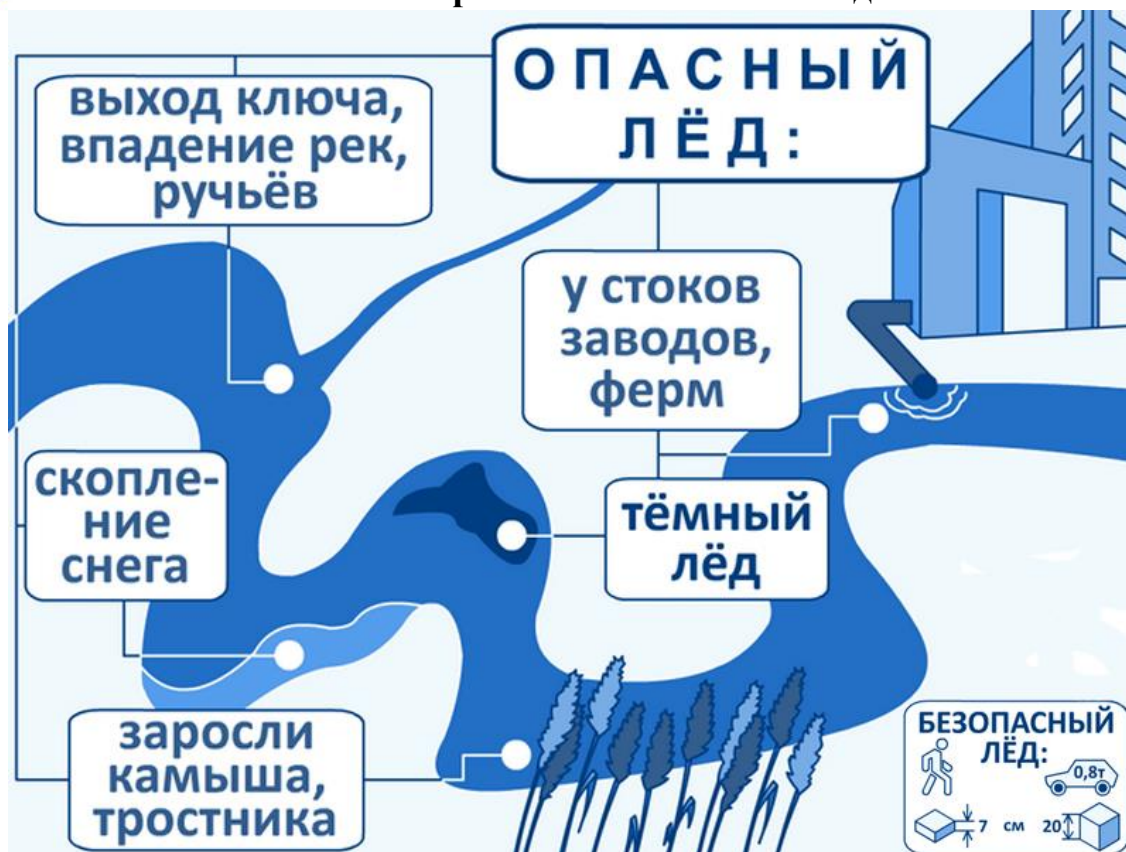 ОПАСНЫЙ
ЛЁД:
выход ключа,
впадение рек,
ручьёв
у стоков
заводов,
ферм
скопле-
ние
снега
тёмный
лёд
заросли
камыша,
тростника
БЕЗОПАСНЫЙ
ЛЁД:
0,8т
7 см 20